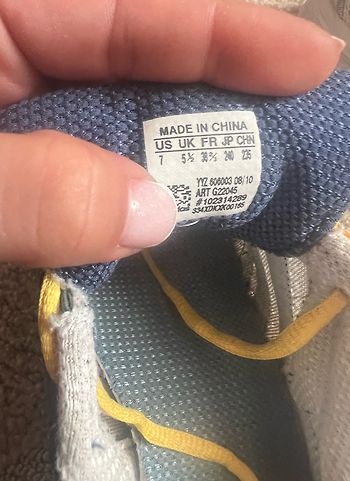 MADE IN CHINA
US UK FR JP CHN
7 5½ 38⅔ 240 235
YYZ 606003 08/10
ART G22045
#102314289
334XDKXK00165